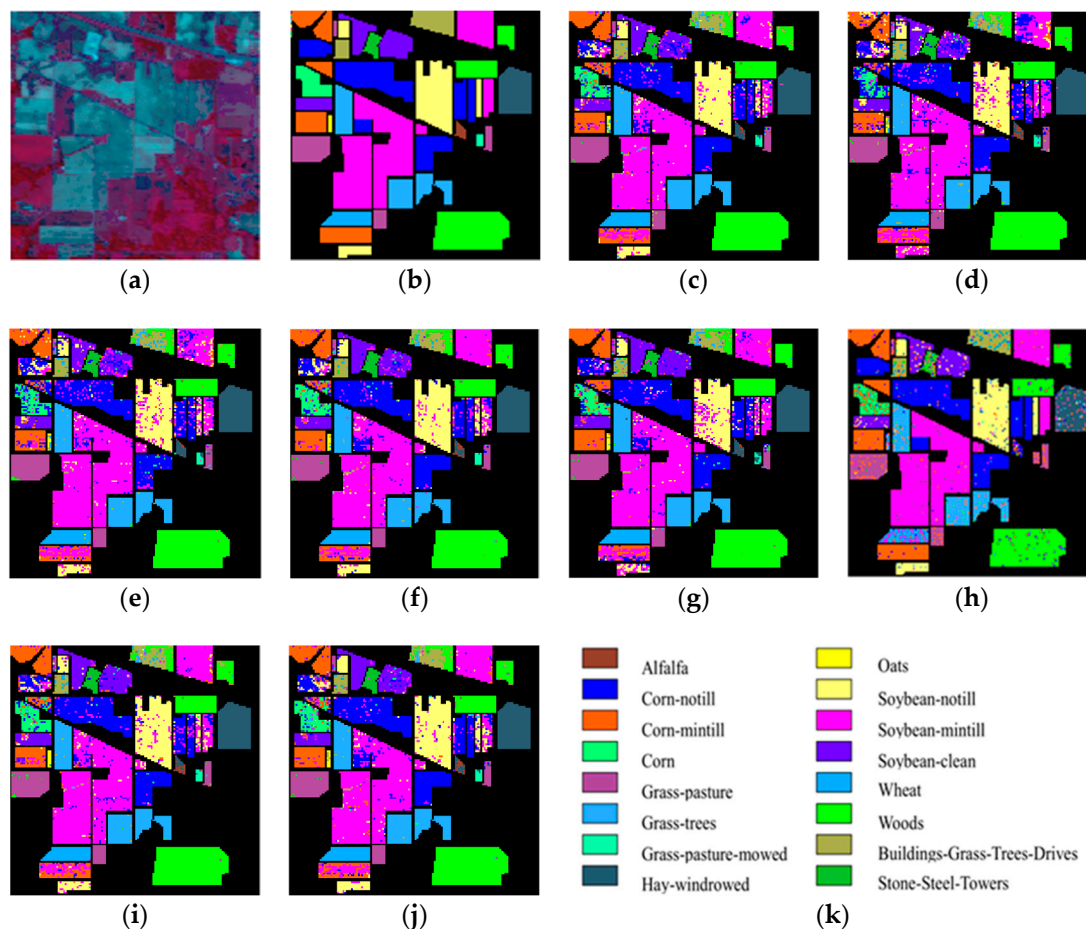 (a) (b) (c) (d)
(e) (f) (g) (h)
Alfalfa Oats
Corn-notill Soybean-notill
Corn-mintill Soybean-mintill
Corn Soybean-clean
Grass-pasture Wheat
Grass-trees Woods
Grass-pasture-mowed Buildings-Grass-Trees-Drives
Hay-windrowed Stone-Steel-Towers
(i) (j) (k)